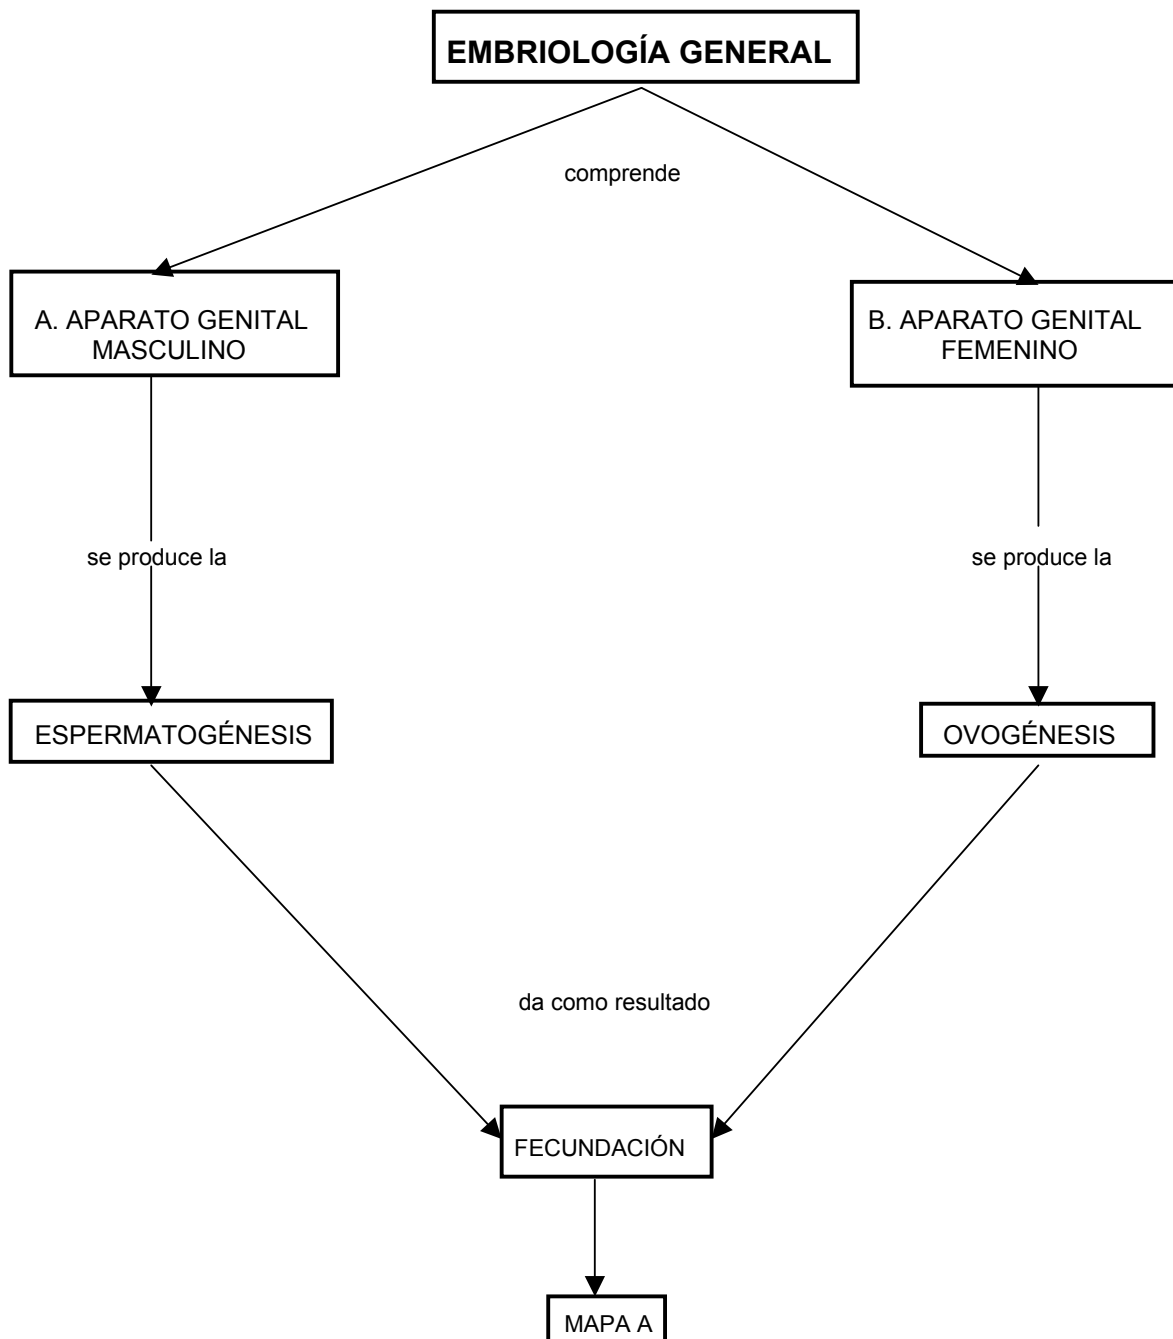 EMBRIOLOGÍA GENERAL
comprende
A. APARATO GENITAL
MASCULINO
B. APARATO GENITAL
FEMENINO
se produce la
se produce la
ESPERMATOGÉNESIS
OVOGÉNESIS
da como resultado
FECUNDACIÓN
MAPA A